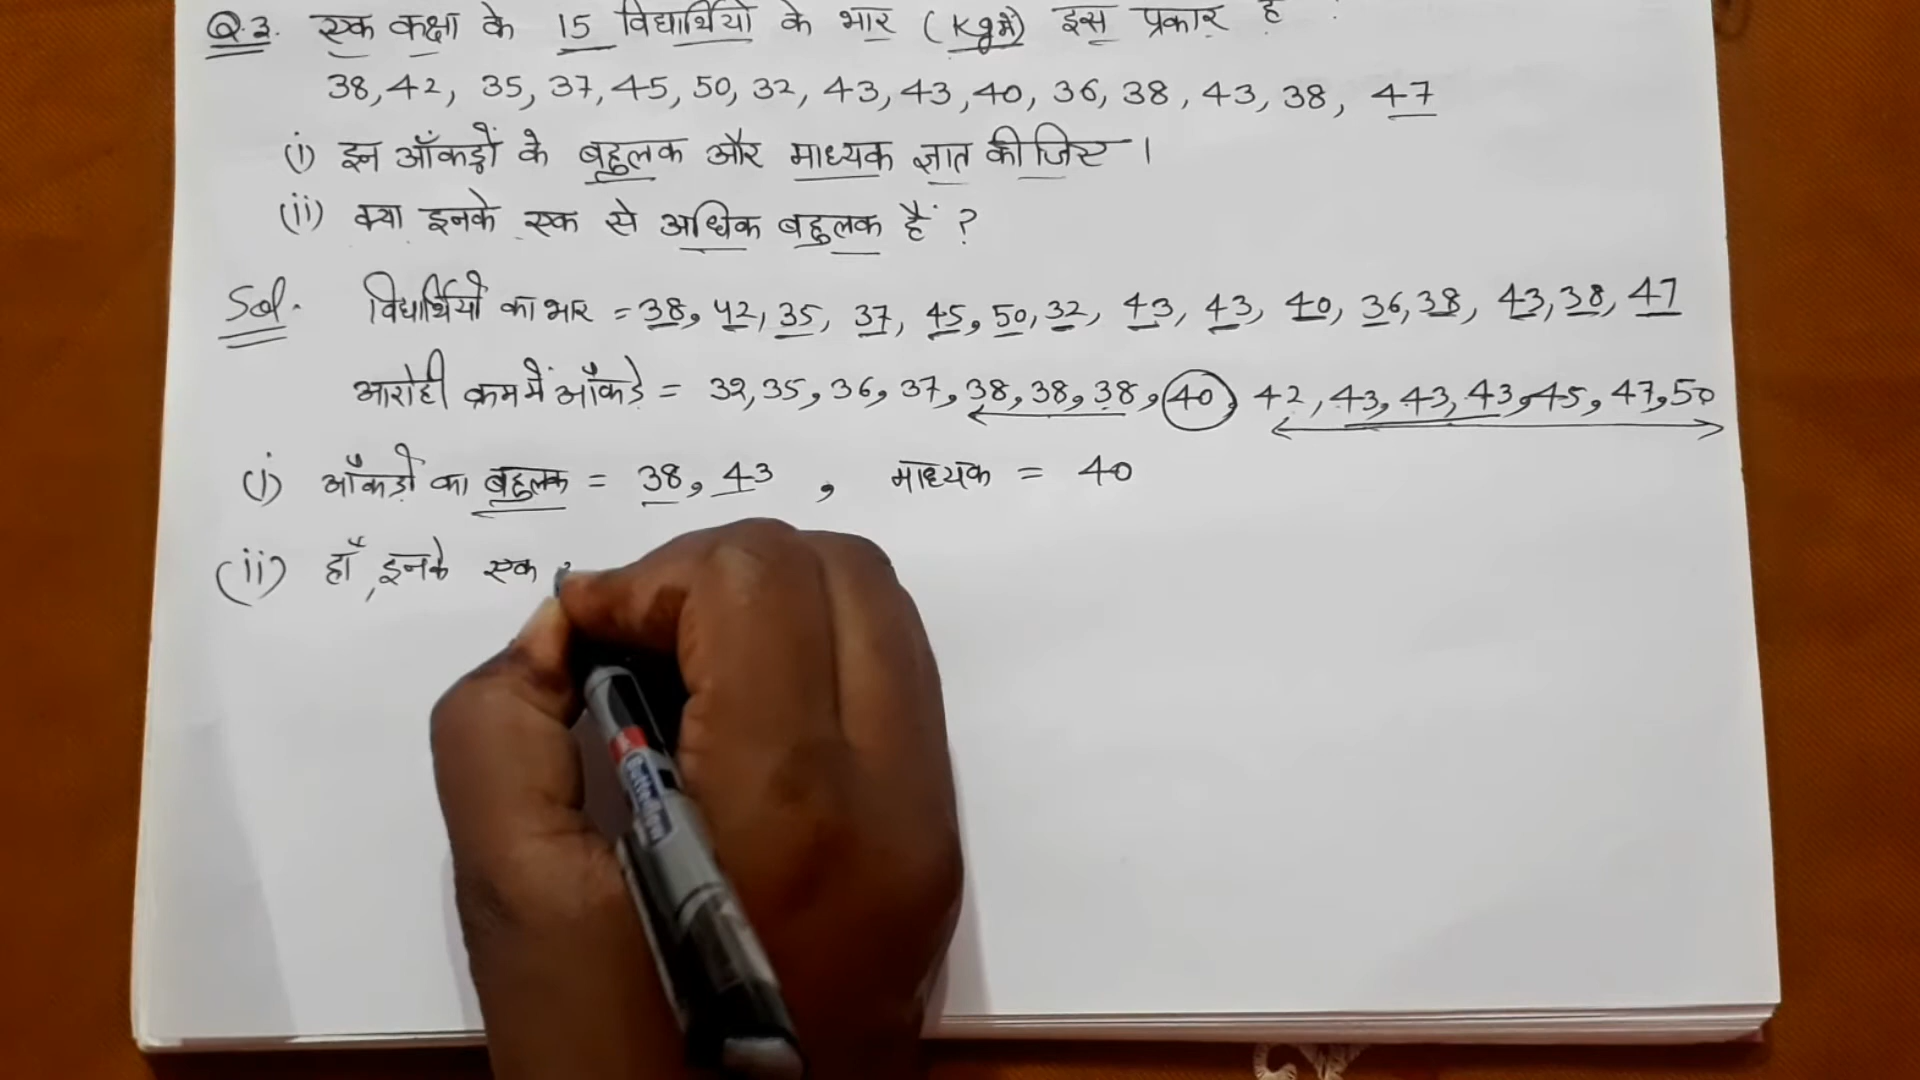 Q.3. एक कक्षा के 15 विद्यार्थियों के भार (kg में) इस प्रकार है :
38, 42, 35, 37, 45, 50, 32, 43, 43, 40, 36, 38, 43, 38, 47
(i) इन आँकड़ों के बहुलक और माध्यक ज्ञात कीजिए।
(ii) क्या इनके एक से अधिक बहुलक हैं ?
Sol. विद्यार्थियों का भार = 38, 42, 35, 37, 45, 50, 32, 43, 43, 40, 36, 38, 43, 38, 47
आरोही क्रम में आँकड़े = 32, 35, 36, 37, 38, 38, 38, 40, 42, 43, 43, 43, 45, 47, 50
(i) आँकड़ों का बहुलक = 38, 43 , माध्यक = 40
(ii) हाँ, इनके एक
Butterflow